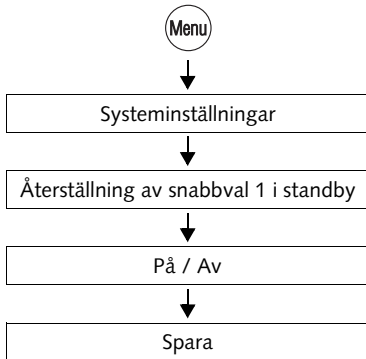 Menu
Systeminställningar
Återställning av snabbval 1 i standby
På / Av
Spara